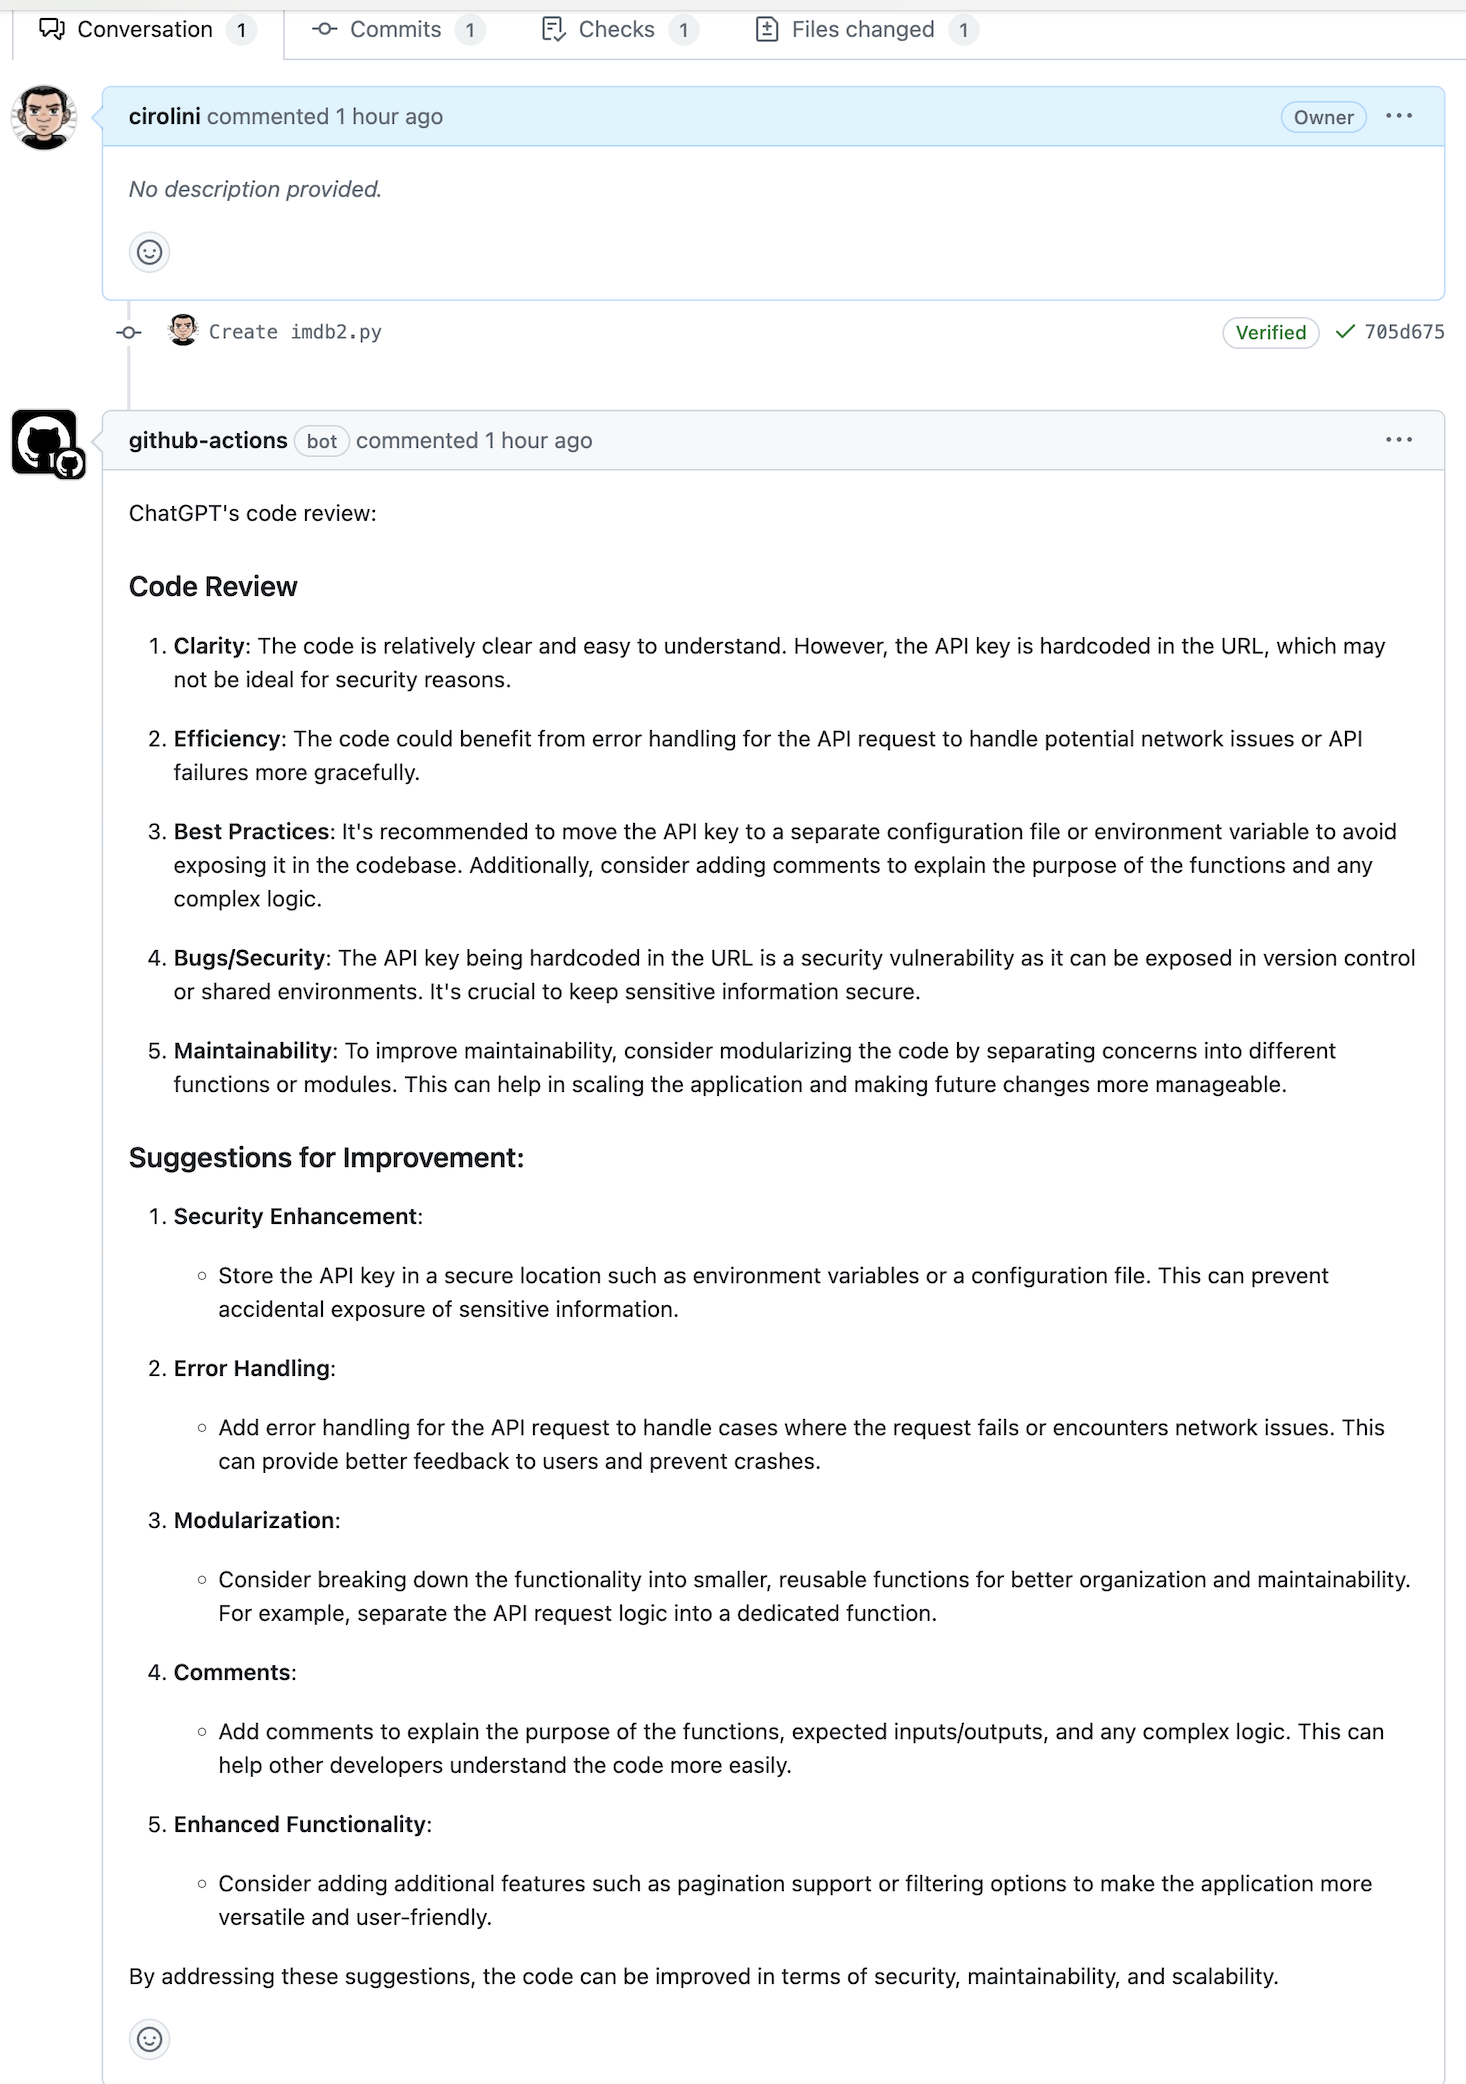 Conversation 1 Commits 1 Checks 1 Files changed 1
cirolini commented 1 hour ago Owner ...
No description provided.
Create imdb2.py Verified 705d675
github-actions bot commented 1 hour ago ...
ChatGPT's code review:
Code Review
1. Clarity: The code is relatively clear and easy to understand. However, the API key is hardcoded in the URL, which may
not be ideal for security reasons.
2. Efficiency: The code could benefit from error handling for the API request to handle potential network issues or API
failures more gracefully.
3. Best Practices: It's recommended to move the API key to a separate configuration file or environment variable to avoid
exposing it in the codebase. Additionally, consider adding comments to explain the purpose of the functions and any
complex logic.
4. Bugs/Security: The API key being hardcoded in the URL is a security vulnerability as it can be exposed in version control
or shared environments. It's crucial to keep sensitive information secure.
5. Maintainability: To improve maintainability, consider modularizing the code by separating concerns into different
functions or modules. This can help in scaling the application and making future changes more manageable.
Suggestions for Improvement:
1. Security Enhancement:
◦ Store the API key in a secure location such as environment variables or a configuration file. This can prevent
accidental exposure of sensitive information.
2. Error Handling:
◦ Add error handling for the API request to handle cases where the request fails or encounters network issues. This
can provide better feedback to users and prevent crashes.
3. Modularization:
◦ Consider breaking down the functionality into smaller, reusable functions for better organization and maintainability.
For example, separate the API request logic into a dedicated function.
4. Comments:
◦ Add comments to explain the purpose of the functions, expected inputs/outputs, and any complex logic. This can
help other developers understand the code more easily.
5. Enhanced Functionality:
◦ Consider adding additional features such as pagination support or filtering options to make the application more
versatile and user-friendly.
By addressing these suggestions, the code can be improved in terms of security, maintainability, and scalability.